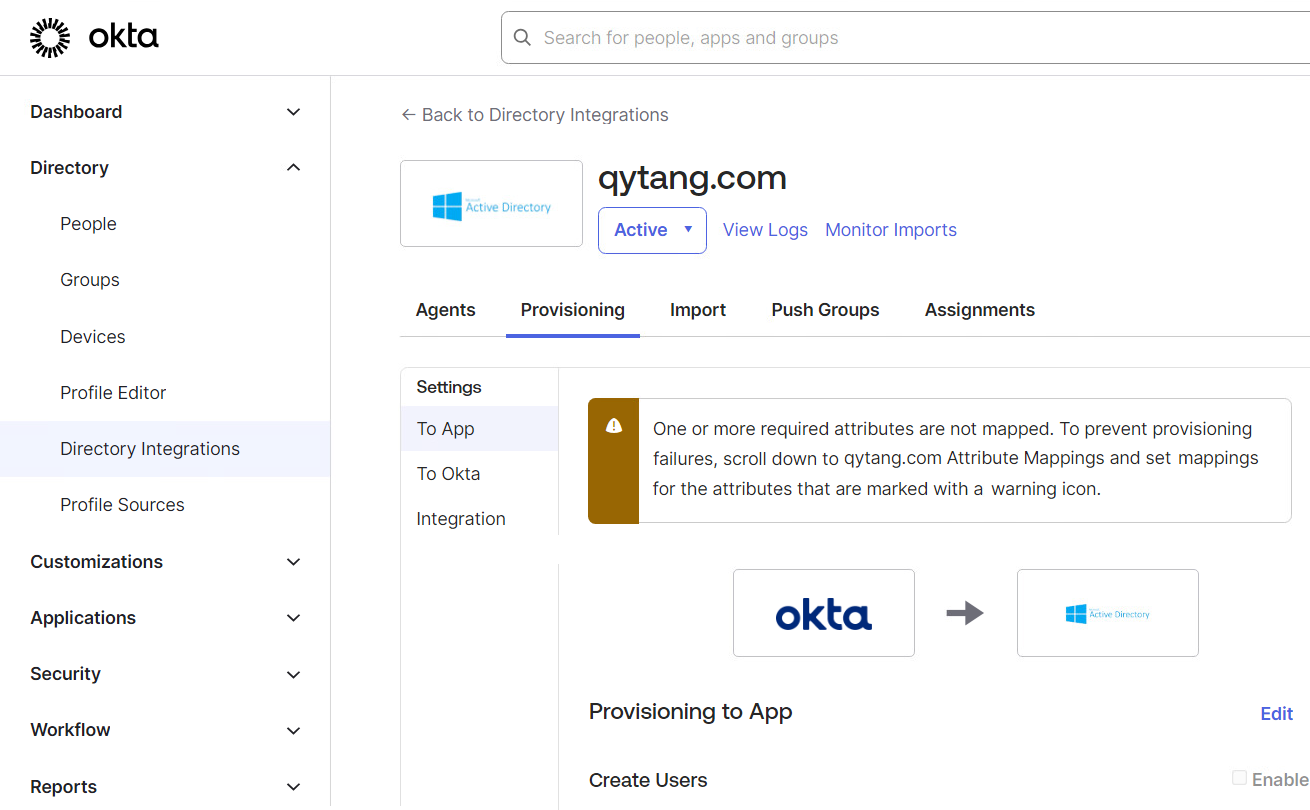 okta
Search for people, apps and groups
Dashboard
Directory
People
Groups
Devices
Profile Editor
Directory Integrations
Profile Sources
Customizations
Applications
Security
Workflow
Reports
← Back to Directory Integrations
Active Directory
qytang.com
Active
View Logs
Monitor Imports
Agents
Provisioning
Import
Push Groups
Assignments
Settings
To App
To Okta
Integration
One or more required attributes are not mapped. To prevent provisioning
failures, scroll down to qytang.com Attribute Mappings and set mappings
for the attributes that are marked with a warning icon.
okta
Active Directory
Provisioning to App
Edit
Create Users
Enable